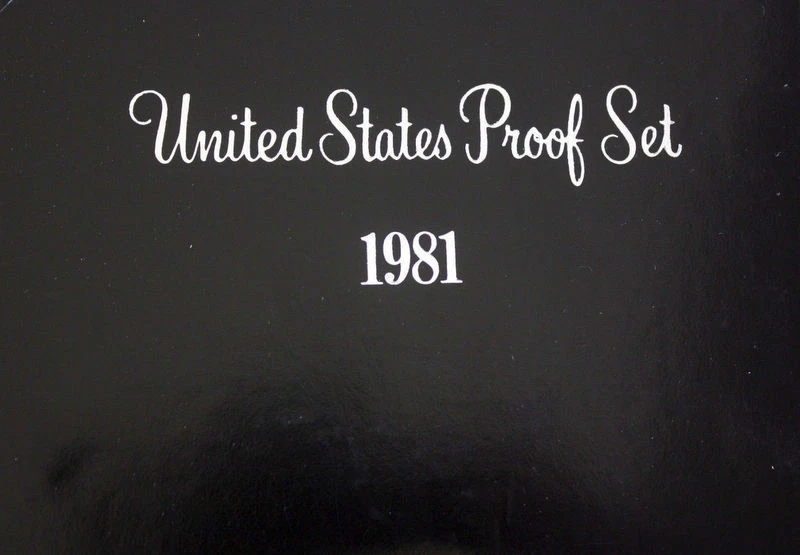 United States Proof Set
1981